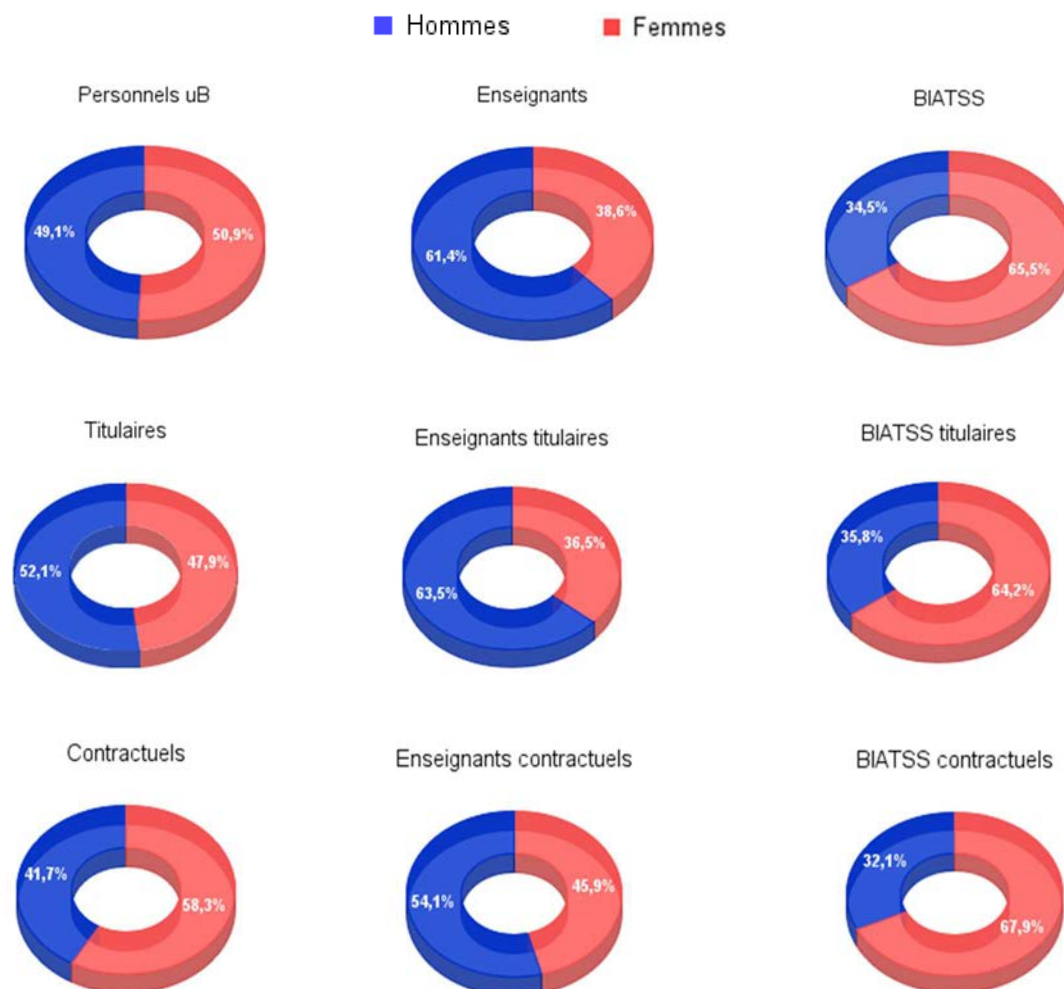 Hommes Femmes
Personnels uB Enseignants BIATSS
49,1% 50,9% 61,4% 38,6% 34,5% 65,5%
Titulaires Enseignants titulaires BIATSS titulaires
52,1% 47,9% 63,5% 36,5% 35,8% 64,2%
Contractuels Enseignants contractuels BIATSS contractuels
41,7% 58,3% 54,1% 45,9% 32,1% 67,9%